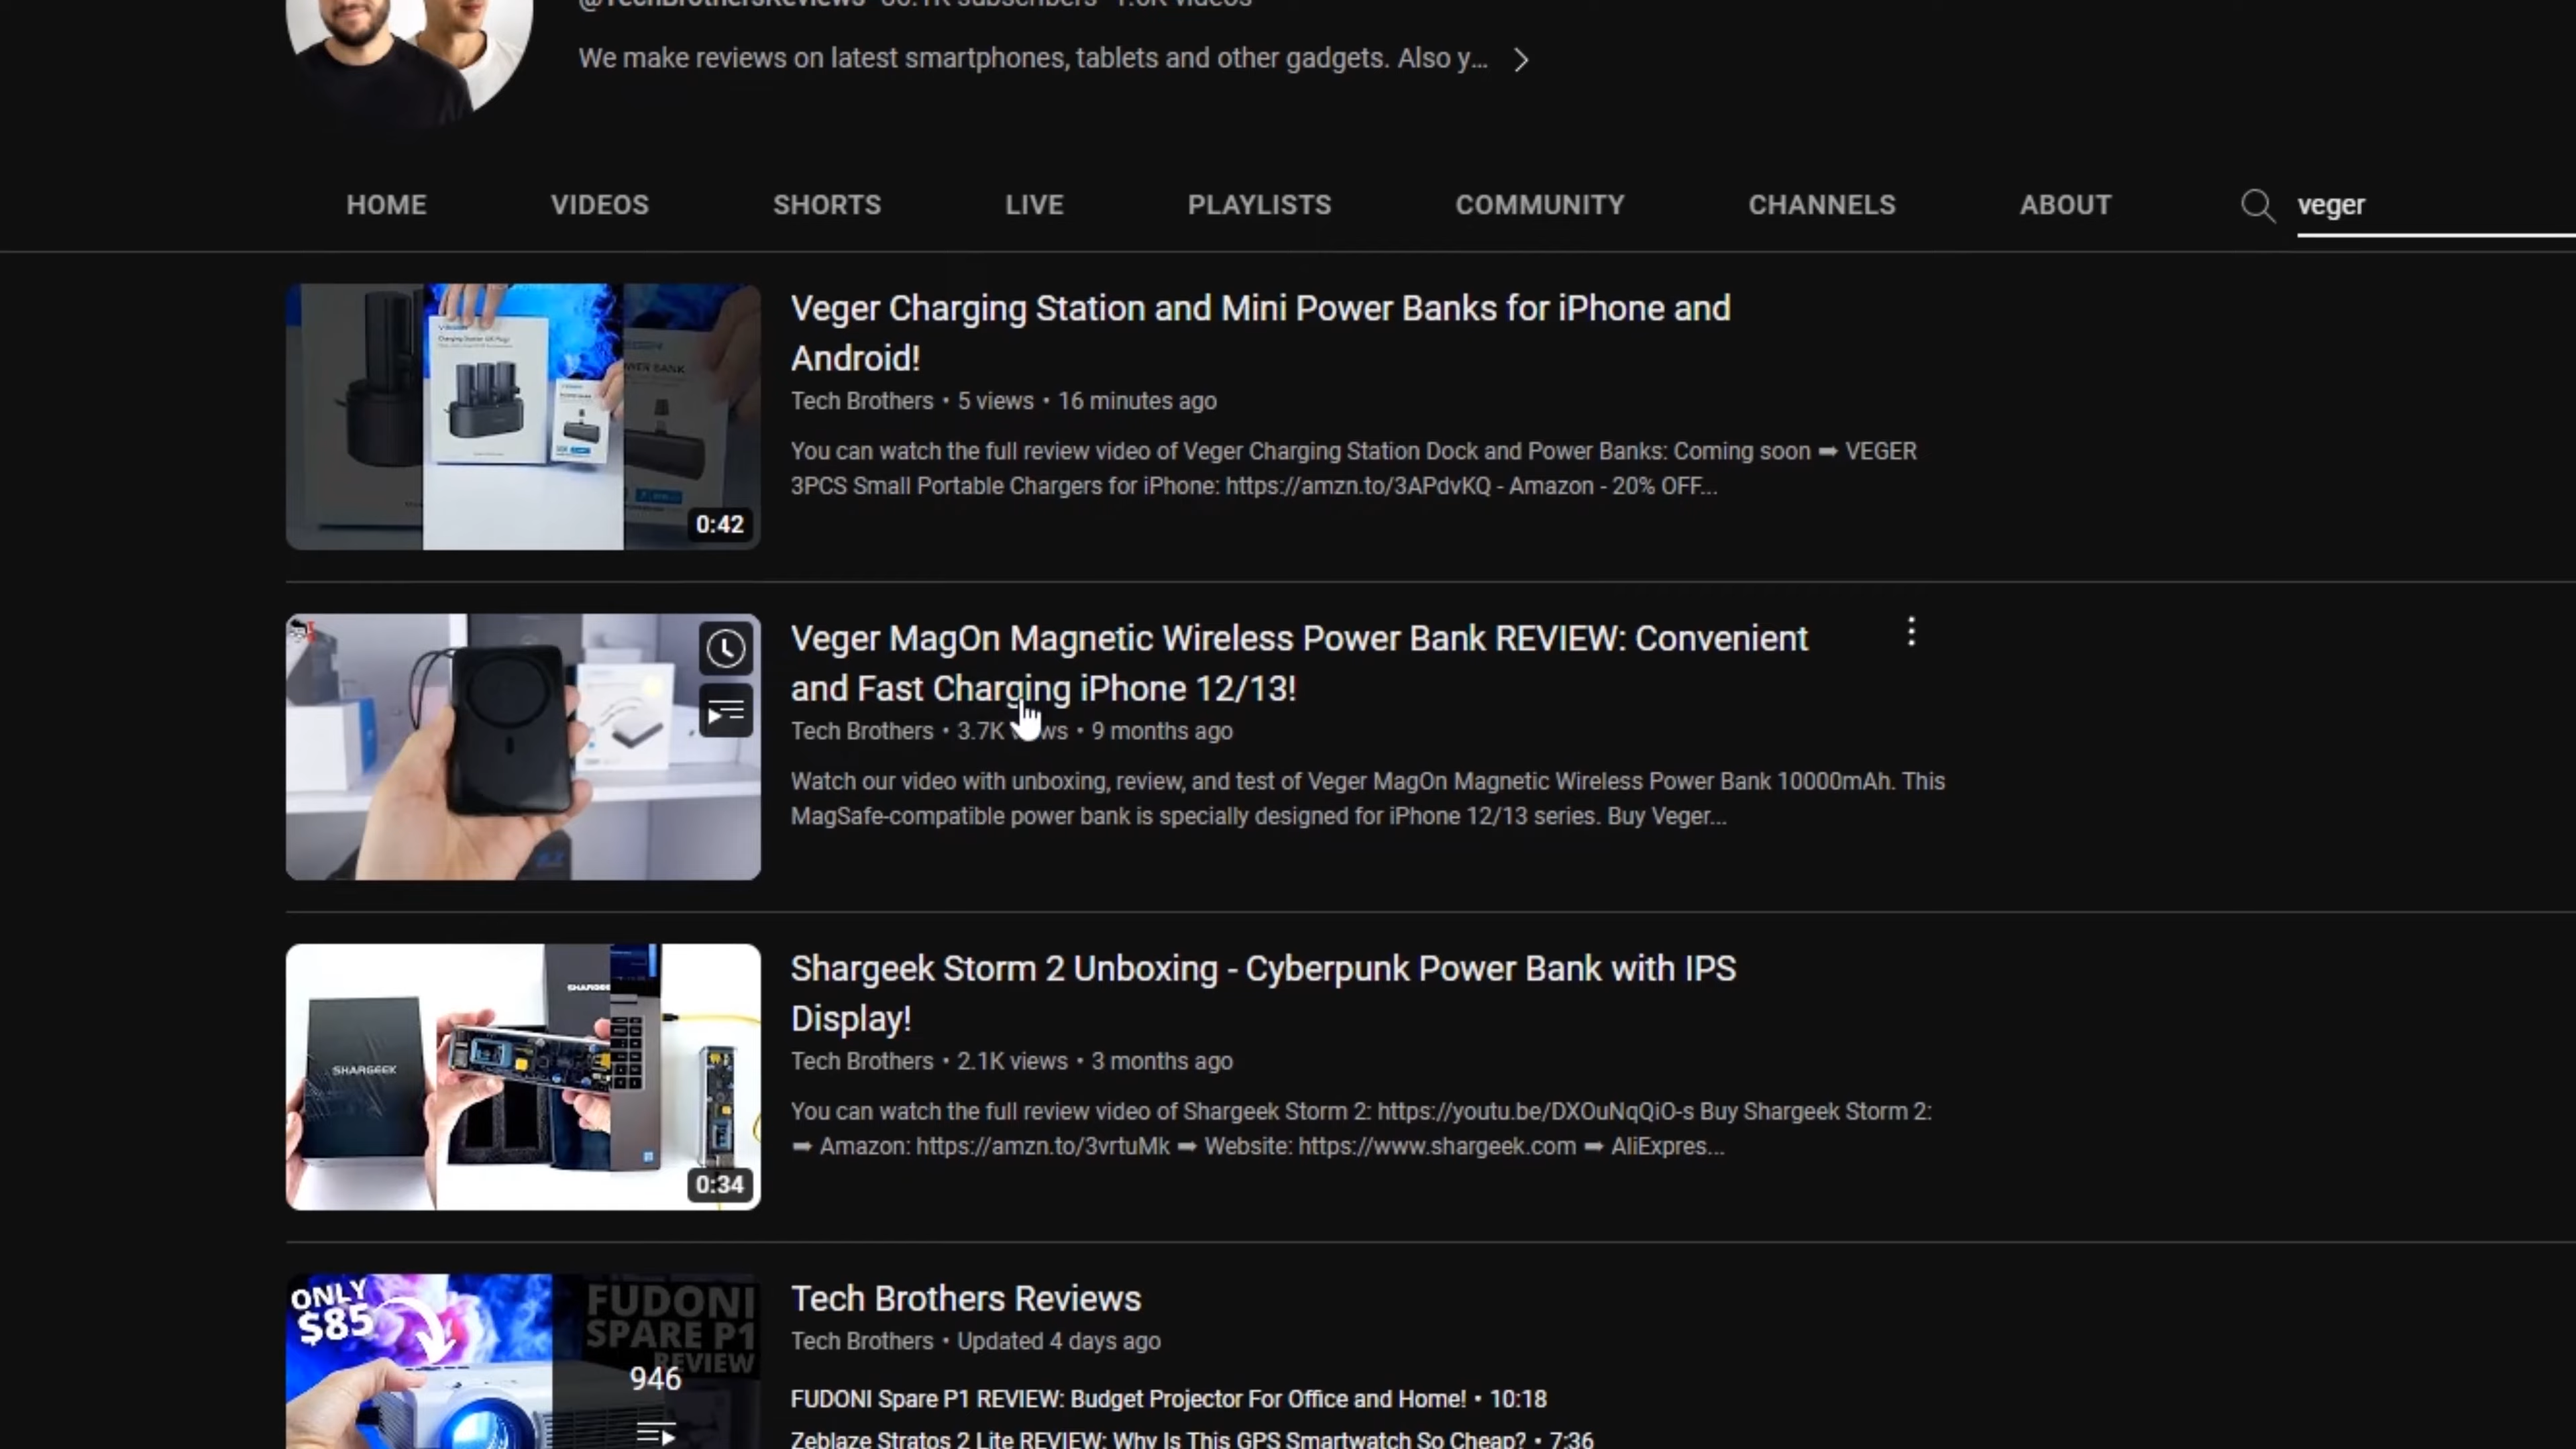 @TechBrothersReviews
We make reviews on latest smartphones, tablets and other gadgets. Also y...
HOME VIDEOS SHORTS LIVE PLAYLISTS COMMUNITY CHANNELS ABOUT veger
Veger Charging Station and Mini Power Banks for iPhone and
Android!
Tech Brothers • 5 views • 16 minutes ago
You can watch the full review video of Veger Charging Station Dock and Power Banks: Coming soon ➡ VEGER
3PCS Small Portable Chargers for iPhone: https://amzn.to/3APdvKQ - Amazon - 20% OFF...
0:42
Veger MagOn Magnetic Wireless Power Bank REVIEW: Convenient
and Fast Charging iPhone 12/13!
Tech Brothers • 3.7K views • 9 months ago
Watch our video with unboxing, review, and test of Veger MagOn Magnetic Wireless Power Bank 10000mAh. This
MagSafe-compatible power bank is specially designed for iPhone 12/13 series. Buy Veger...
SHARGEEK
0:34
Shargeek Storm 2 Unboxing - Cyberpunk Power Bank with IPS
Display!
Tech Brothers • 2.1K views • 3 months ago
You can watch the full review video of Shargeek Storm 2: https://youtu.be/DXOuNqQiO-s Buy Shargeek Storm 2:
➡ Amazon: https://amzn.to/3vrtuMk ➡ Website: https://www.shargeek.com ➡ AliExpres...
ONLY
$85
FUDONI
SPARE P1
REVIEW
946
Tech Brothers Reviews
Tech Brothers • Updated 4 days ago
FUDONI Spare P1 REVIEW: Budget Projector For Office and Home! • 10:18
Zeblaze Stratos 2 Lite REVIEW: Why Is This GPS Smartwatch So Cheap? • 7:36